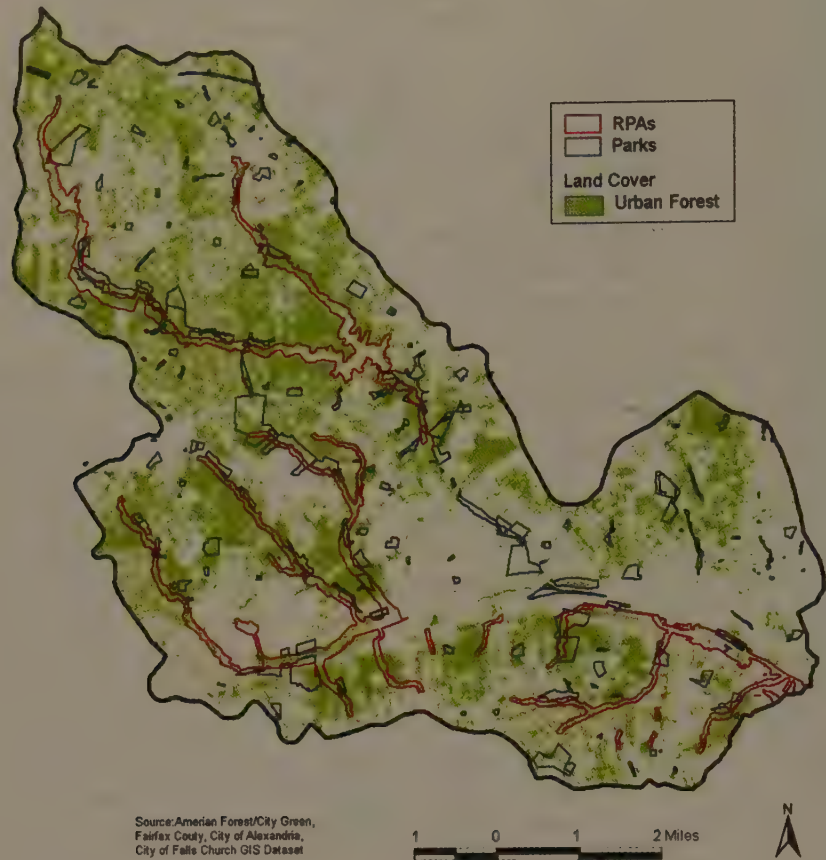 RPAs
Parks
Land Cover
Urban Forest
Source:Amerian Forest/City Green,
Fairfax Couly, City of Alexandria,
City of Falls Church GIS Dataset
1 0 1 2 Miles
N